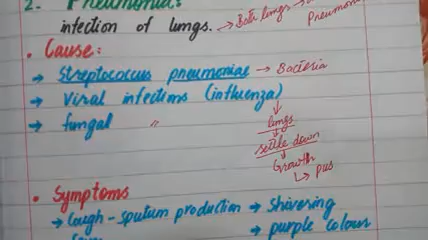 2. Pneumonia:
infection of lungs. → Both lungs →
Pneumon
• Cause:
→ Streptococcus pneumoniae → Bacteria
→ Viral infections (influenza)
→ fungal "
↓
lungs
↓
settle down
↓
Growth
↳ pus
• Symptoms
→ Cough - sputum production → Shivering
→ purple colour